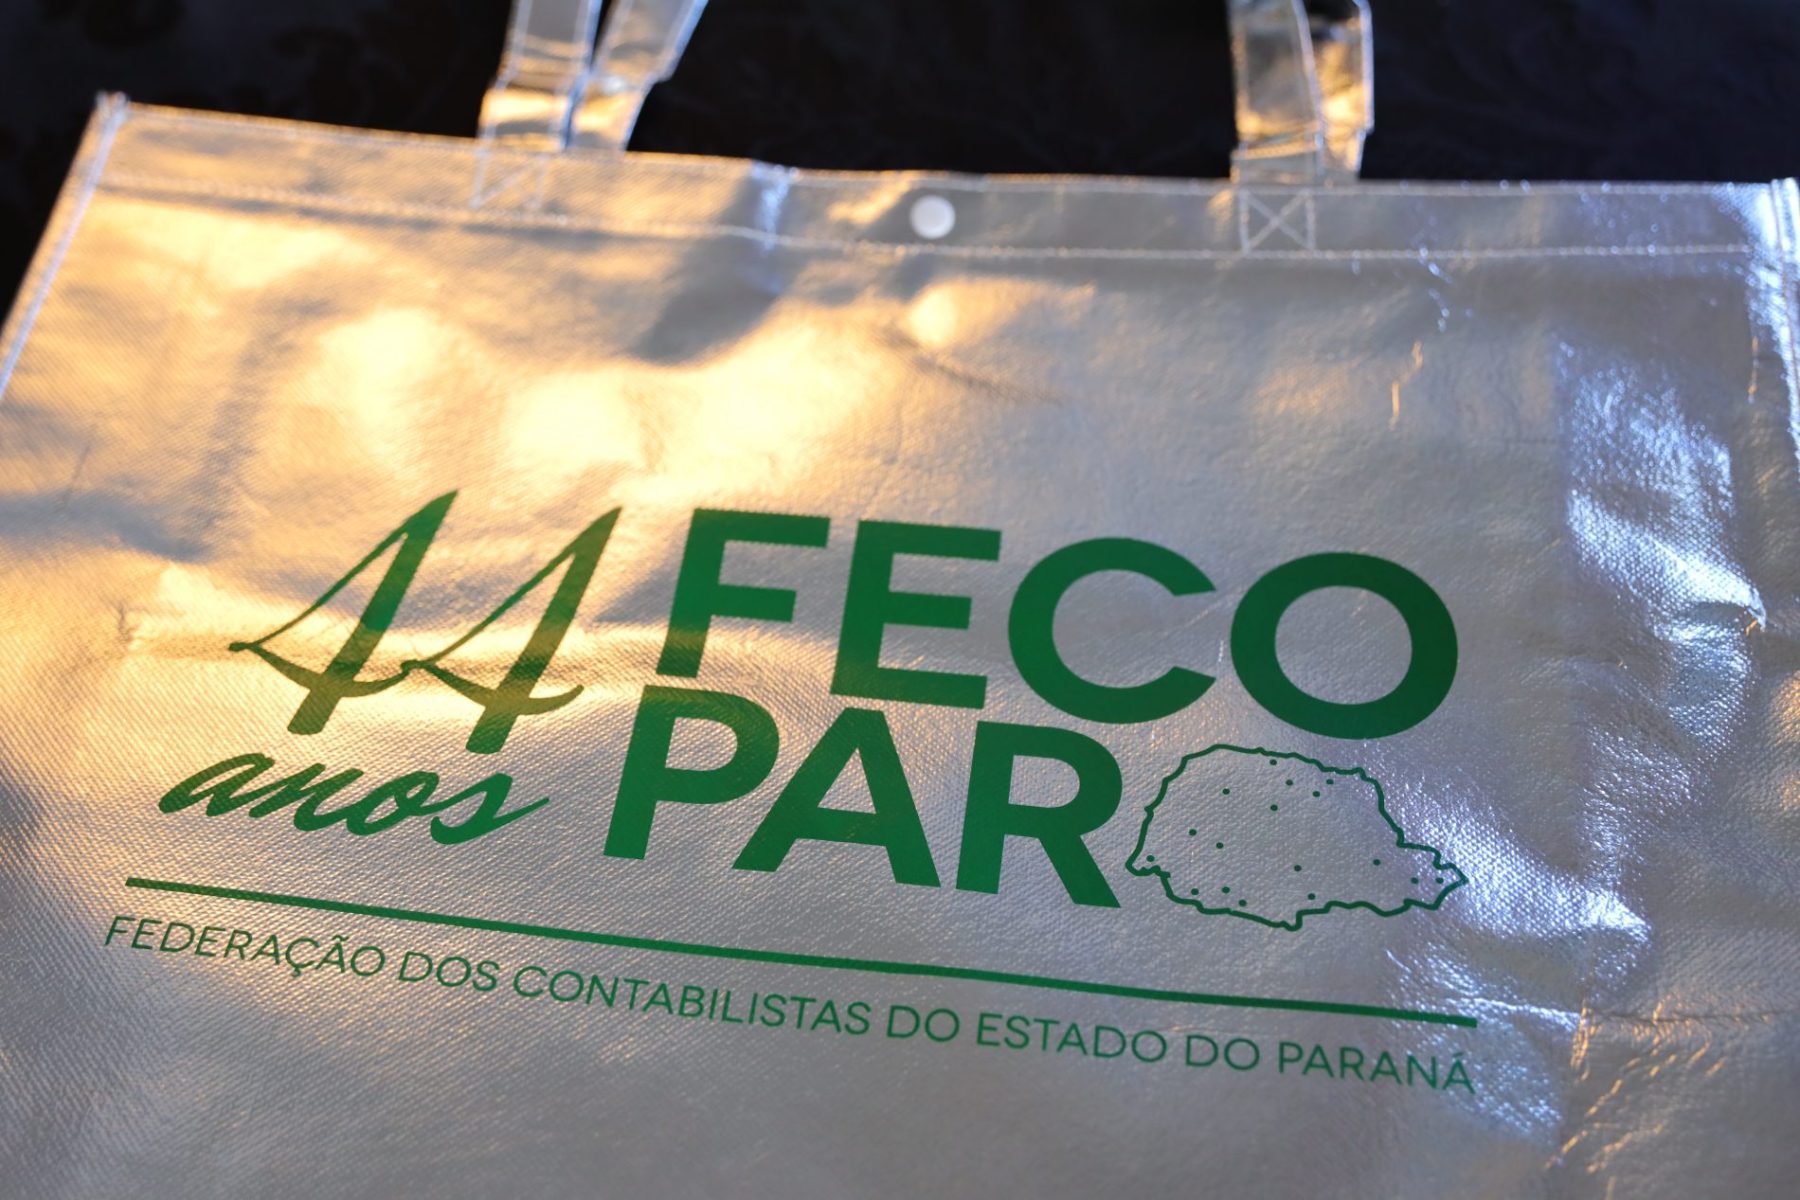 44 anos
FECO
PAR
FEDERAÇÃO DOS CONTABILISTAS DO ESTADO DO PARANÁ